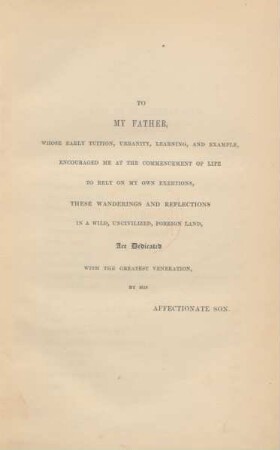 TO
MY FATHER,
WHOSE EARLY TUITION, URBANITY, LEARNING, AND EXAMPLE,
ENCOURAGED ME AT THE COMMENCEMENT OF LIFE
TO RELY ON MY OWN EXERTIONS,
THESE WANDERINGS AND REFLECTIONS
IN A WILD, UNCIVILIZED, FOREIGN LAND,
Are Dedicated
WITH THE GREATEST VENERATION,
BY HIS
AFFECTIONATE SON.